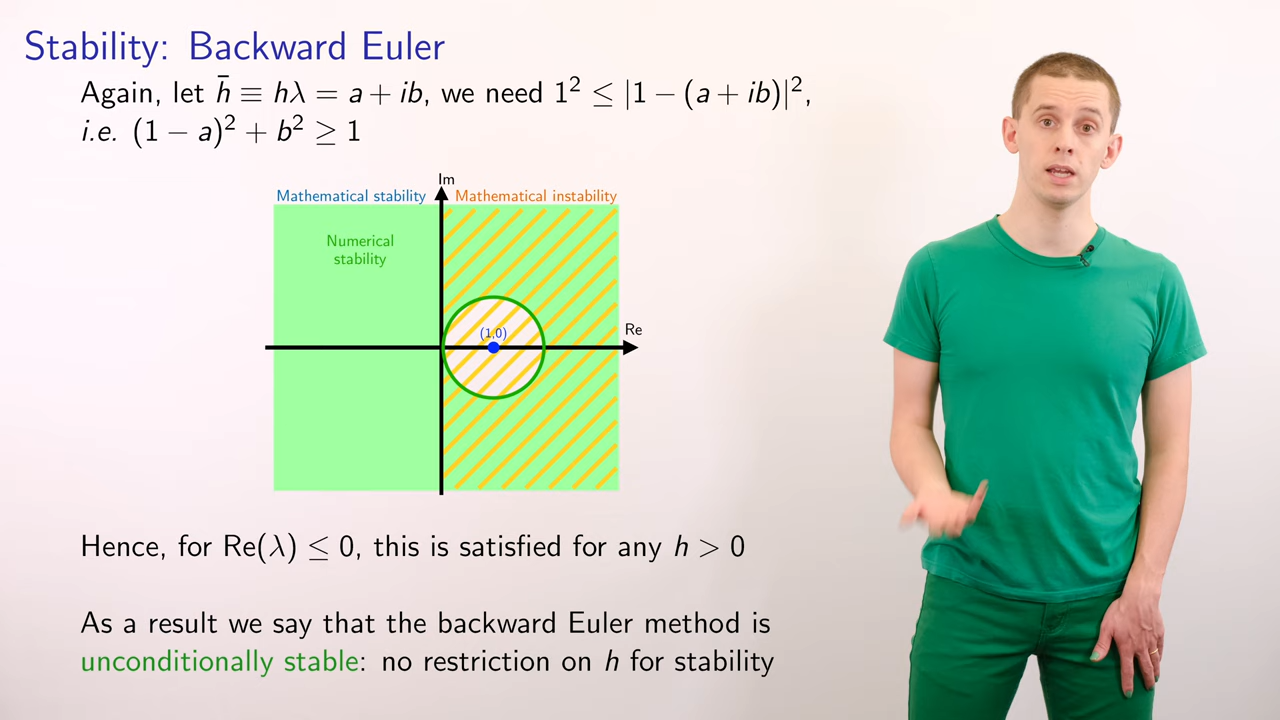 Stability: Backward Euler
Again, let h̄ ≡ hλ = a + ib, we need 1² ≤ |1 − (a + ib)|²,
i.e. (1 − a)² + b² ≥ 1
Im
Mathematical stability
Mathematical instability
Numerical
stability
(1,0)
Re
Hence, for Re(λ) ≤ 0, this is satisfied for any h > 0
As a result we say that the backward Euler method is
unconditionally stable: no restriction on h for stability